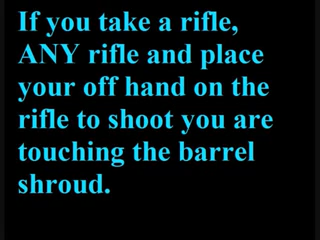 If you take a rifle,
ANY rifle and place
your off hand on the
rifle to shoot you are
touching the barrel
shroud.